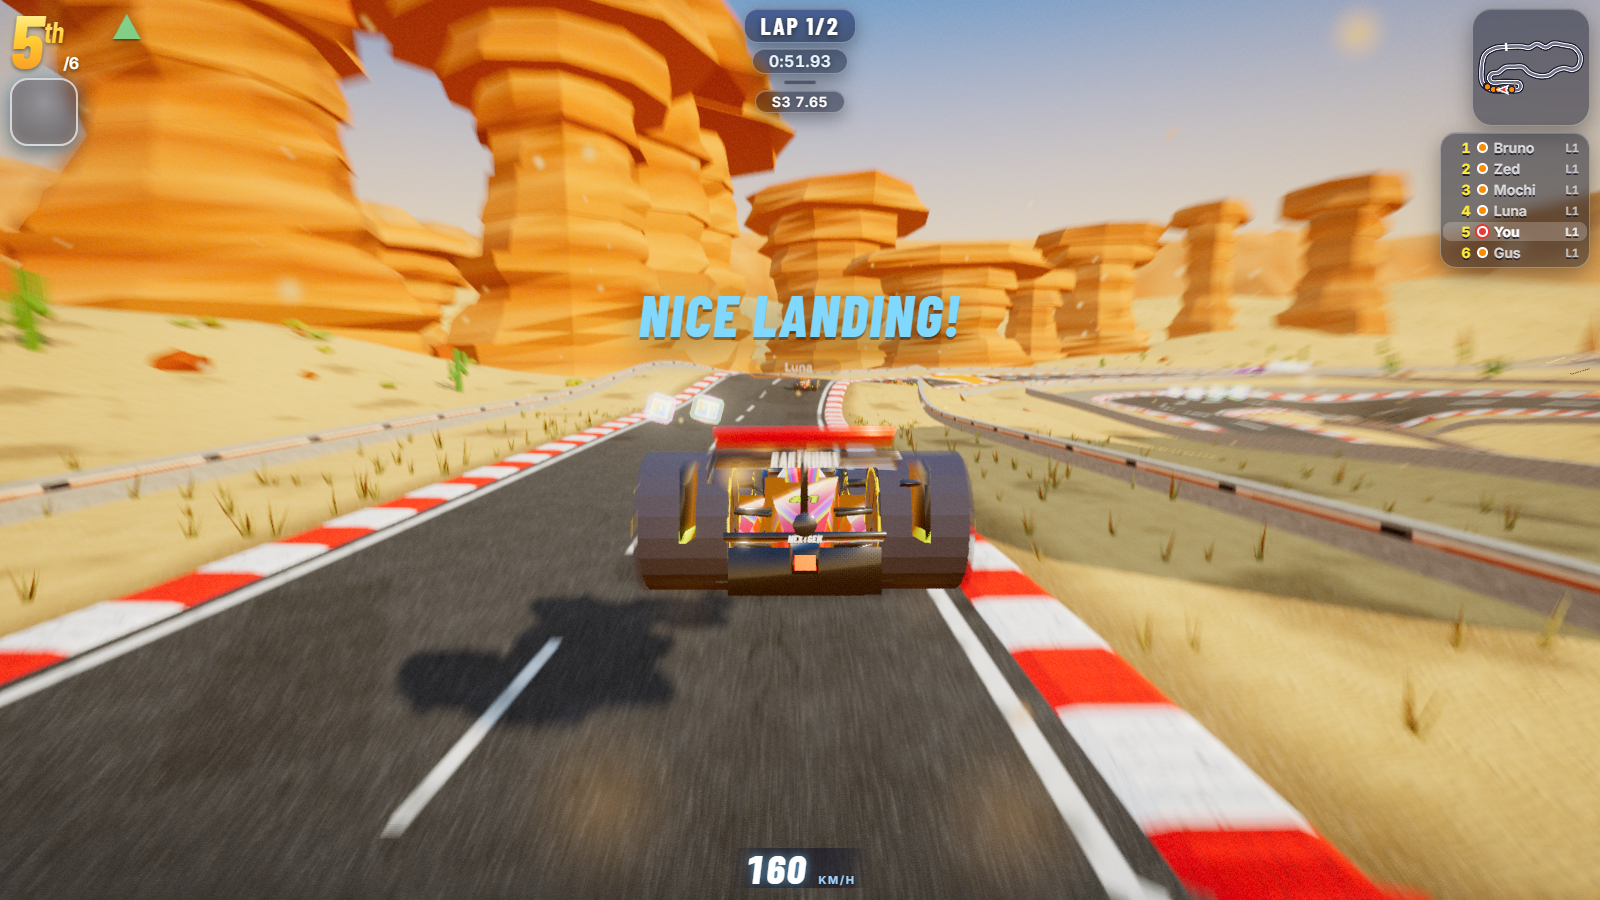 5th
/6
LAP 1/2
0:51.93
S3 7.65
1 Bruno L1
2 Zed L1
3 Mochi L1
4 Luna L1
5 You L1
6 Gus L1
NICE LANDING!
Luna
160 KM/H